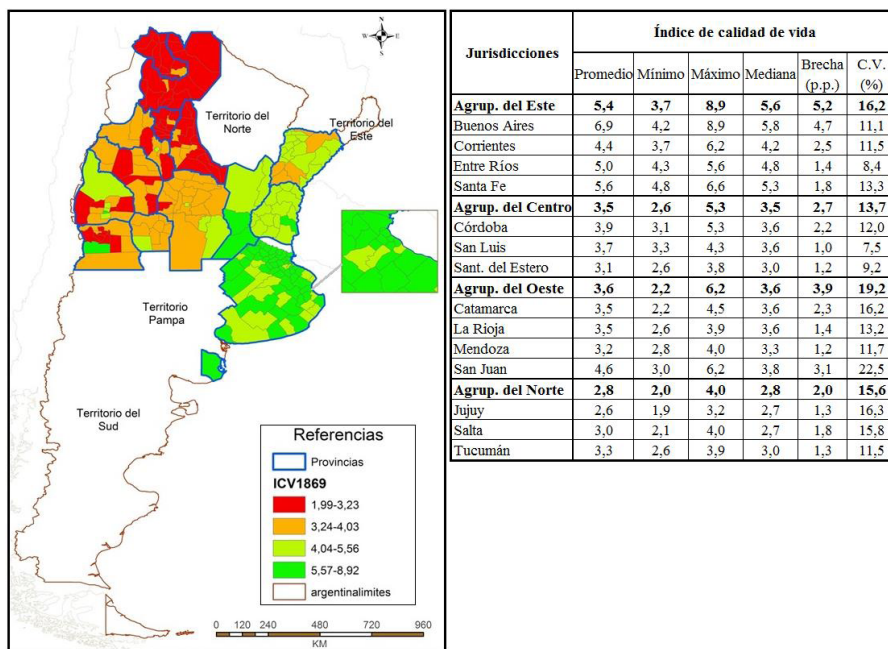 N
W E
S
Territorio del
Norte
Territorio del
Este
Territorio
Pampa
Territorio del
Sud
Referencias
Provincias
ICV1869
1,99-3,23
3,24-4,03
4,04-5,56
5,57-8,92
argentinalimites
0 60 120 240 480 720 960
KM
Jurisdicciones Índice de calidad de vida
Promedio Mínimo Máximo Mediana Brecha (p.p.) C.V. (%)
Agrup. del Este 5,4 3,7 8,9 5,6 5,2 16,2
Buenos Aires 6,9 4,2 8,9 5,8 4,7 11,1
Corrientes 4,4 3,7 6,2 4,2 2,5 11,5
Entre Ríos 5,0 4,3 5,6 4,8 1,4 8,4
Santa Fe 5,6 4,8 6,6 5,3 1,8 13,3
Agrup. del Centro 3,5 2,6 5,3 3,5 2,7 13,7
Córdoba 3,9 3,1 5,3 3,6 2,2 12,0
San Luis 3,7 3,3 4,3 3,6 1,0 7,5
Sant. del Estero 3,1 2,6 3,8 3,0 1,2 9,2
Agrup. del Oeste 3,6 2,2 6,2 3,6 3,9 19,2
Catamarca 3,5 2,2 4,5 3,6 2,3 16,2
La Rioja 3,5 2,6 3,9 3,6 1,4 13,2
Mendoza 3,2 2,8 4,0 3,3 1,2 11,7
San Juan 4,6 3,0 6,2 3,8 3,1 22,5
Agrup. del Norte 2,8 2,0 4,0 2,8 2,0 15,6
Jujuy 2,6 1,9 3,2 2,7 1,3 16,3
Salta 3,0 2,1 4,0 2,7 1,8 15,8
Tucumán 3,3 2,6 3,9 3,0 1,3 11,5